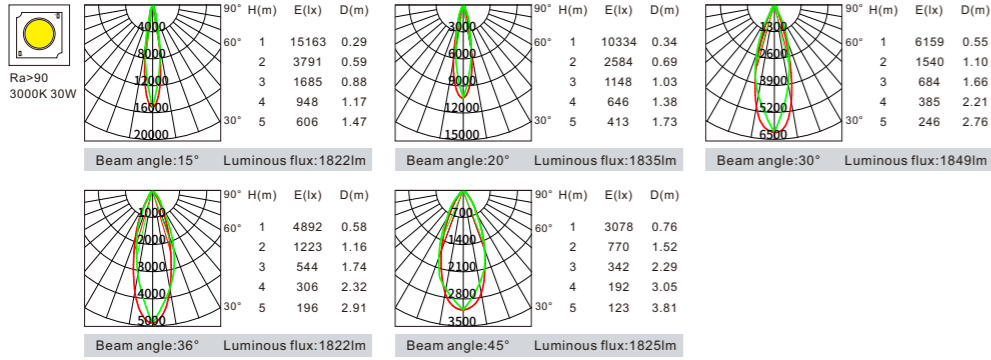 Ra>90
3000K 30W
4000
8000
12000
16000
20000
90° H(m) E(lx) D(m)
60° 1 15163 0.29
2 3791 0.59
3 1685 0.88
4 948 1.17
30° 5 606 1.47
Beam angle:15° Luminous flux:1822lm
3000
6000
9000
12000
15000
90° H(m) E(lx) D(m)
60° 1 10334 0.34
2 2584 0.69
3 1148 1.03
4 646 1.38
30° 5 413 1.73
Beam angle:20° Luminous flux:1835lm
1300
2600
3900
5200
6500
90° H(m) E(lx) D(m)
60° 1 6159 0.55
2 1540 1.10
3 684 1.66
4 385 2.21
30° 5 246 2.76
Beam angle:30° Luminous flux:1849lm
1000
2000
3000
4000
5000
90° H(m) E(lx) D(m)
60° 1 4892 0.58
2 1223 1.16
3 544 1.74
4 306 2.32
30° 5 196 2.91
Beam angle:36° Luminous flux:1822lm
700
1400
2100
2800
3500
90° H(m) E(lx) D(m)
60° 1 3078 0.76
2 770 1.52
3 342 2.29
4 192 3.05
30° 5 123 3.81
Beam angle:45° Luminous flux:1825lm